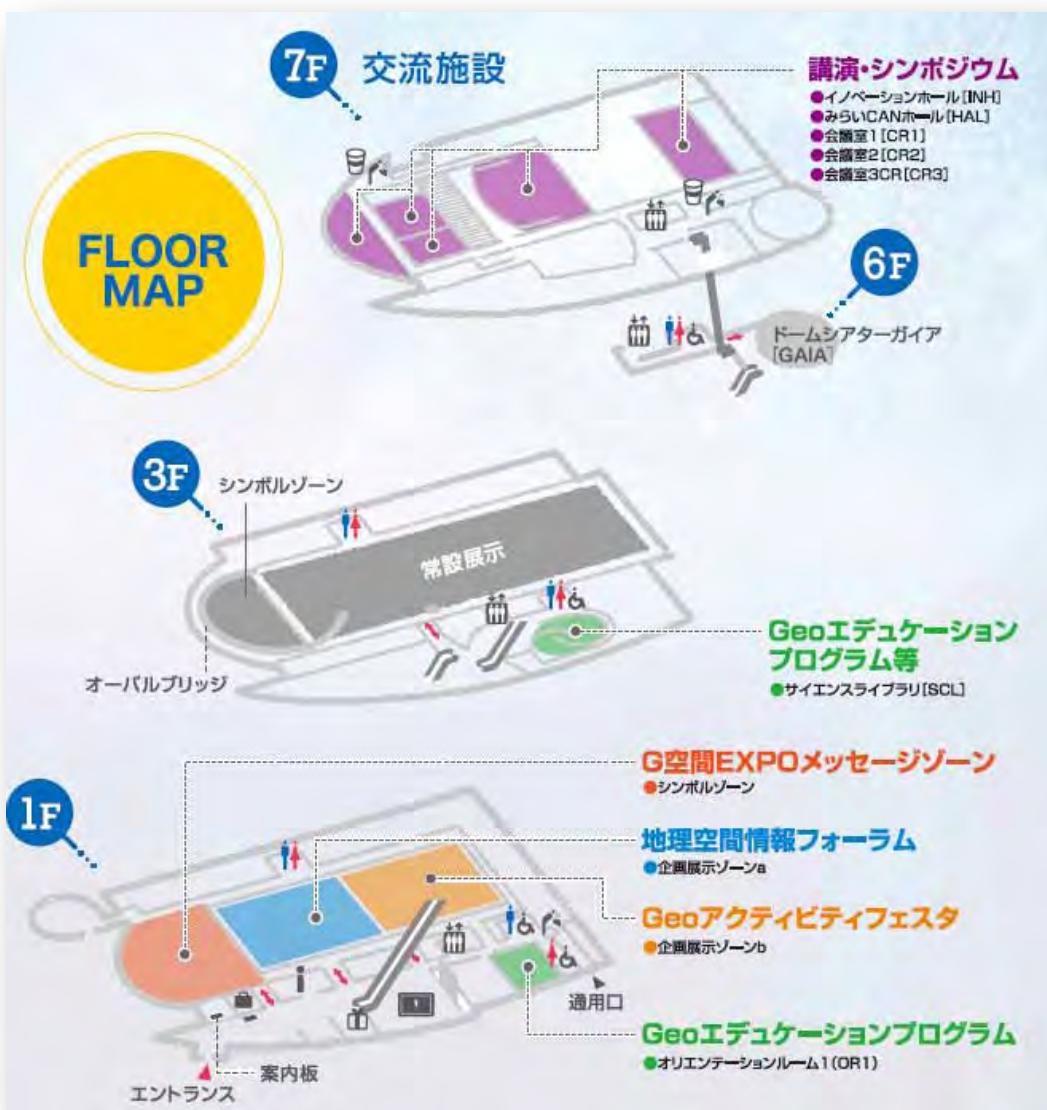 7F 交流施設
講演・シンポジウム
●イノベーションホール[INH]
●みらいCANホール[HAL]
●会議室1[CR1]
●会議室2[CR2]
●会議室3CR[CR3]
FLOOR
MAP
6F
ドームシアターガイア
[GAIA]
3F
シンボルゾーン
常設展示
オーバルブリッジ
Geoエデュケーション
プログラム等
●サイエンスライブラリ[SCL]
1F
G空間EXPOメッセージゾーン
●シンボルゾーン
地理空間情報フォーラム
●企画展示ゾーンa
Geoアクティビティフェスタ
●企画展示ゾーンb
通用口
Geoエデュケーションプログラム
●オリエンテーションルーム1(OR1)
案内板
エントランス